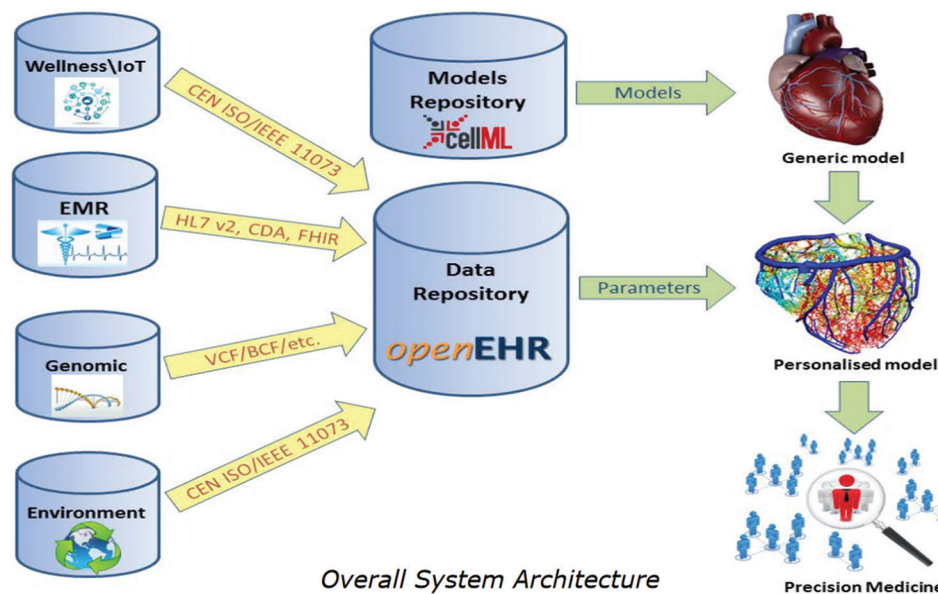 Wellness\IoT
CEN ISO/IEEE 11073
EMR
HL7 v2, CDA, FHIR
Genomic
VCF/BCF/etc.
Environment
CEN ISO/IEEE 11073
Models
Repository
cellML
Data
Repository
openEHR
Models
Generic model
Parameters
Personalised model
Precision Medicine
Overall System Architecture